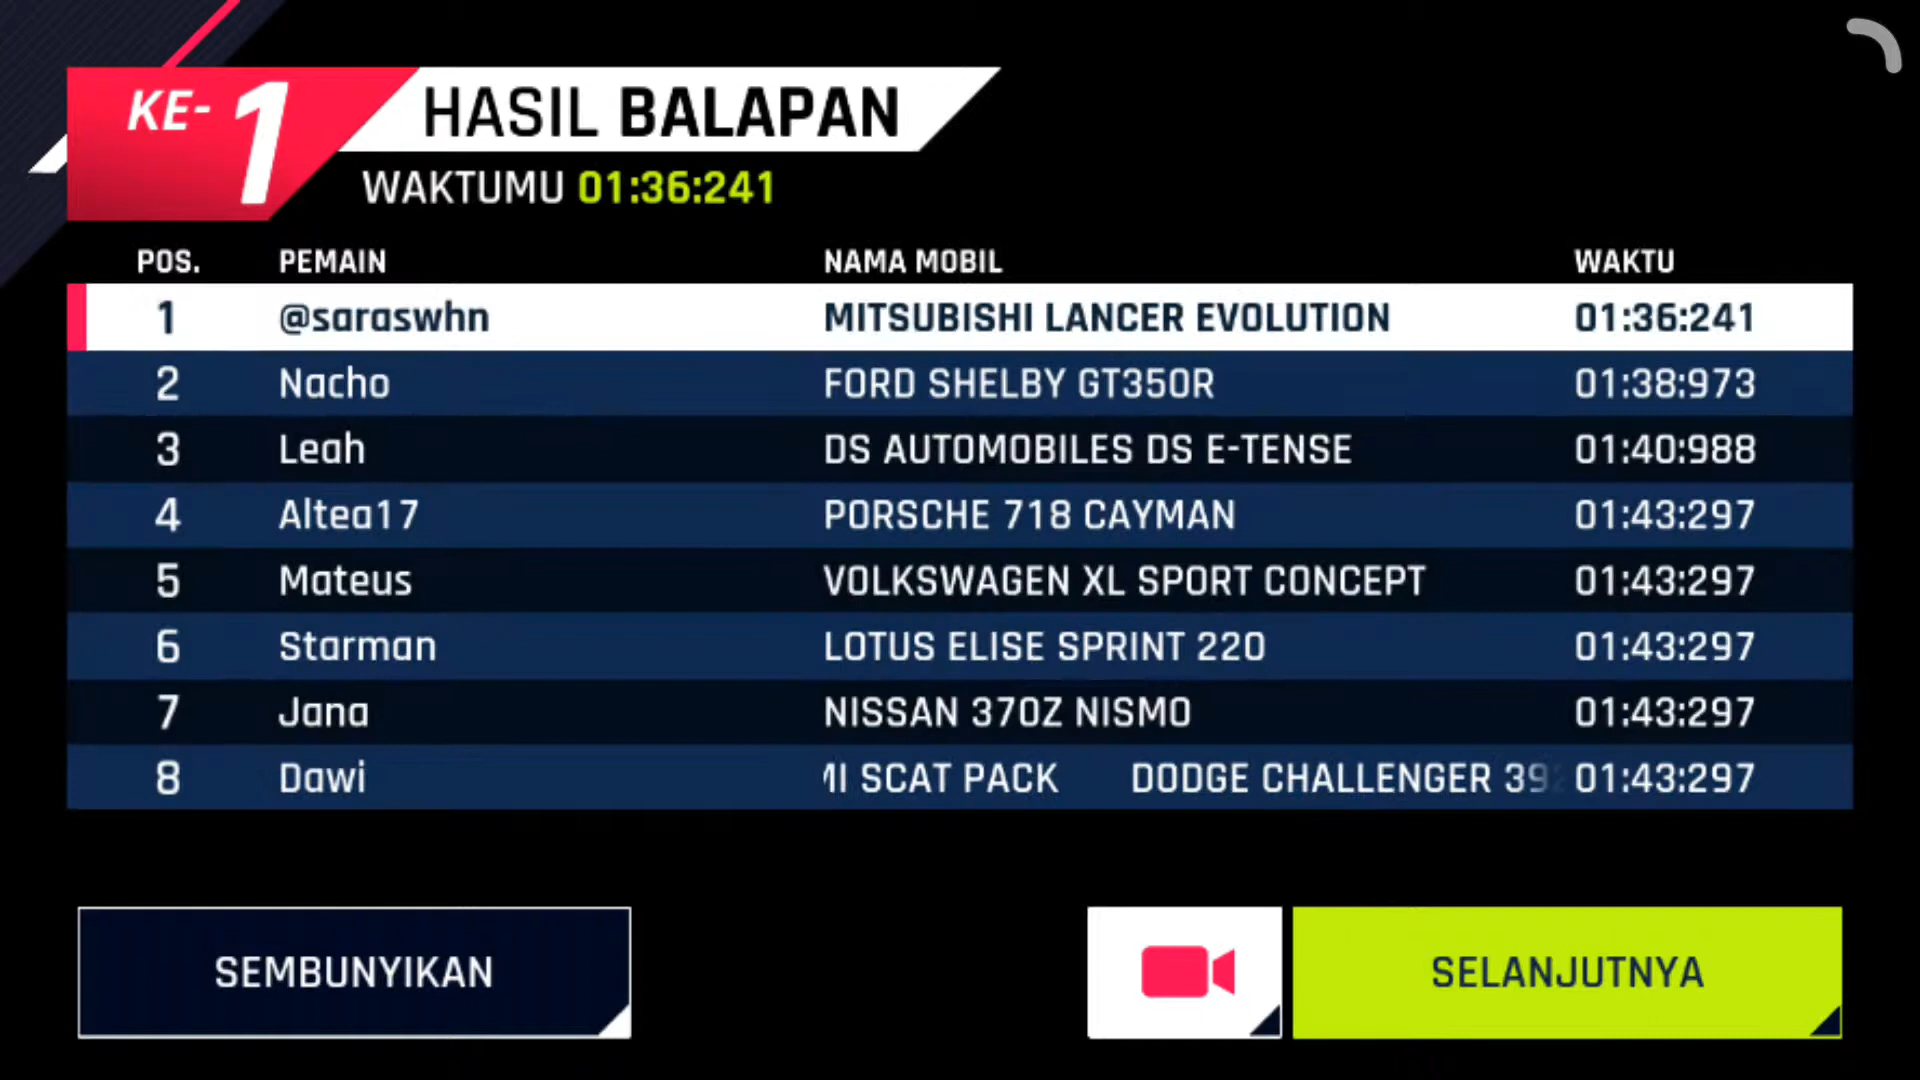 KE-1
HASIL BALAPAN
WAKTUMU 01:36:241
POS. PEMAIN NAMA MOBIL WAKTU
1 @saraswhn MITSUBISHI LANCER EVOLUTION 01:36:241
2 Nacho FORD SHELBY GT350R 01:38:973
3 Leah DS AUTOMOBILES DS E-TENSE 01:40:988
4 Altea17 PORSCHE 718 CAYMAN 01:43:297
5 Mateus VOLKSWAGEN XL SPORT CONCEPT 01:43:297
6 Starman LOTUS ELISE SPRINT 220 01:43:297
7 Jana NISSAN 370Z NISMO 01:43:297
8 Dawi SCAT PACK DODGE CHALLENGER 01:43:297
SEMBUNYIKAN
SELANJUTNYA